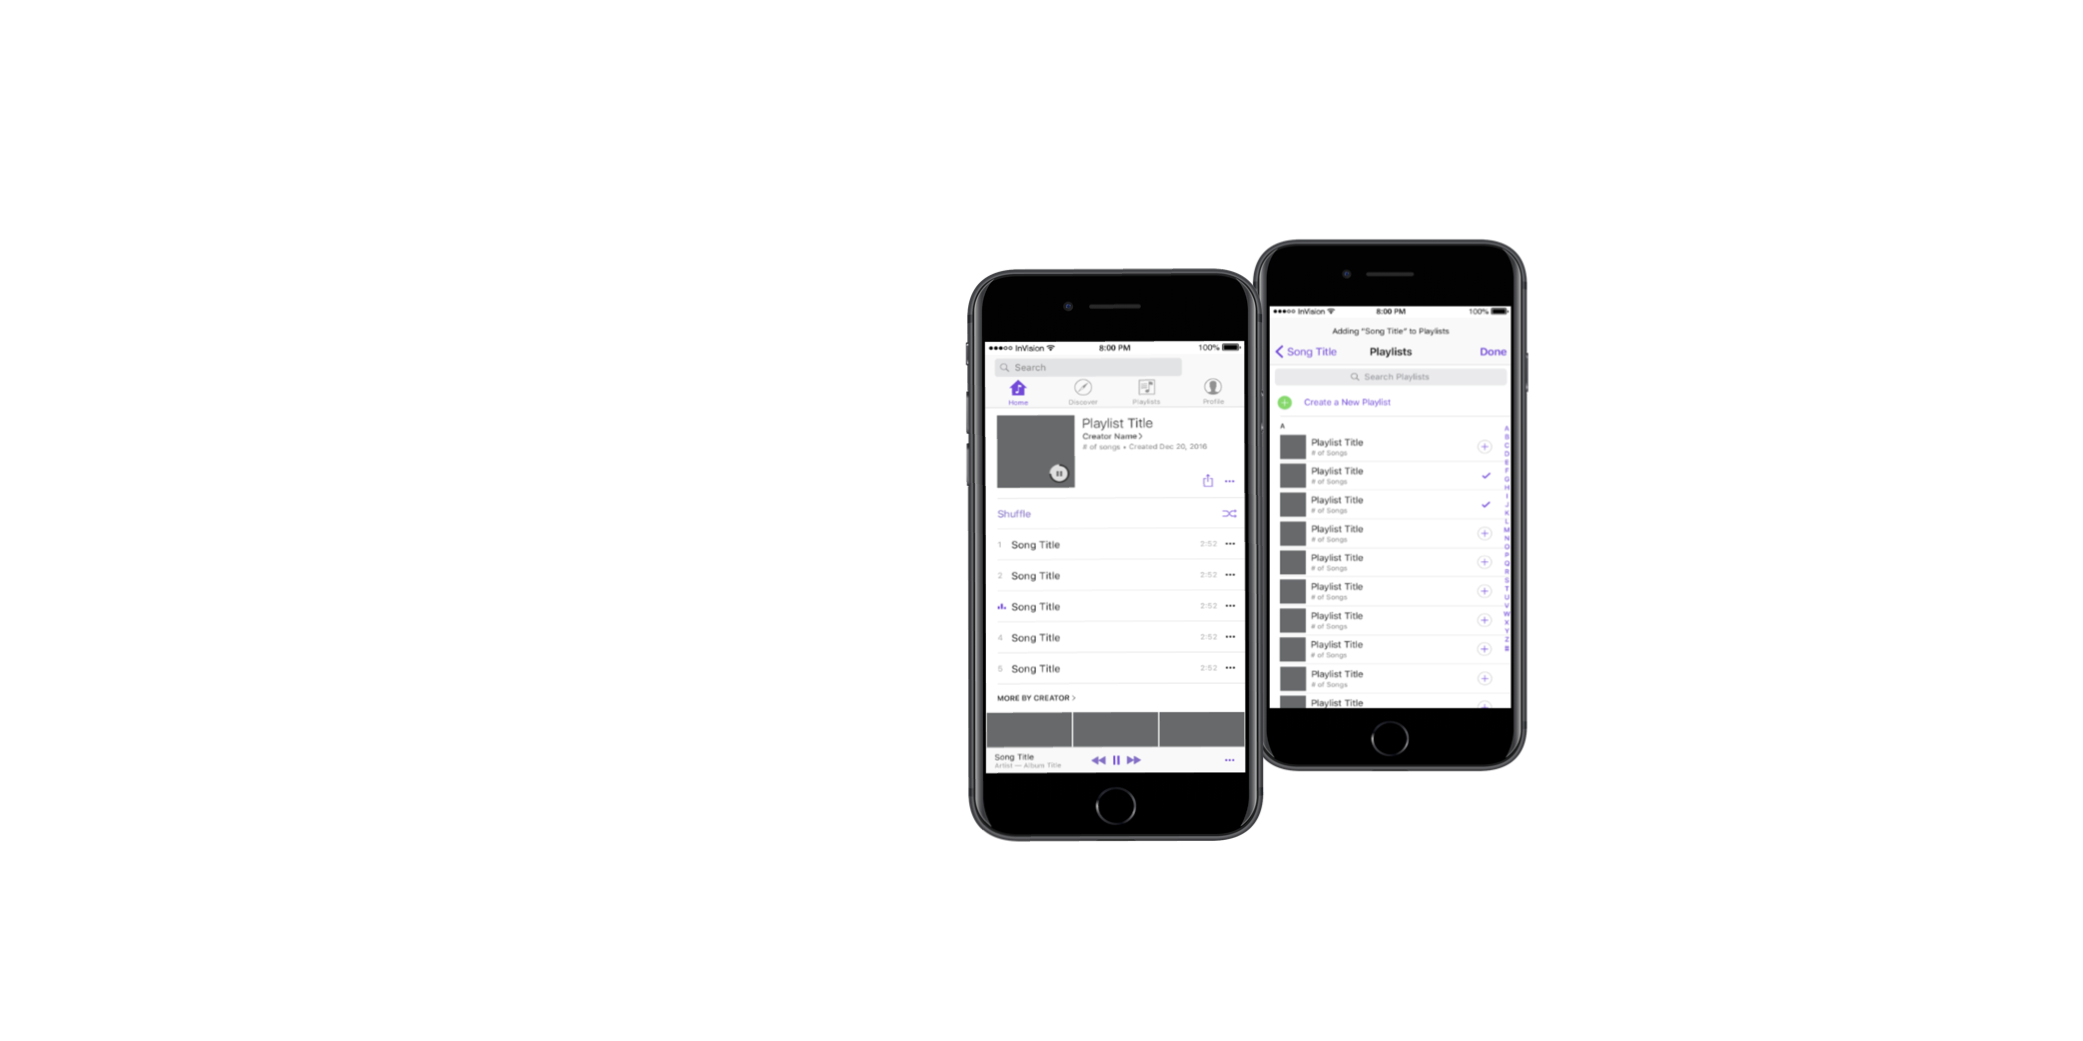 InVision 8:00 PM 100%
Search
Home Discover Playlists Profile
Playlist Title
Creator Name >
# of songs • Created Dec 20, 2016
Shuffle
1 Song Title 2:52
2 Song Title 2:52
Song Title 2:52
4 Song Title 2:52
5 Song Title 2:52
MORE BY CREATOR >
Song Title
Artist — Album Title
InVision 8:00 PM 100%
Adding "Song Title" to Playlists
Song Title Playlists Done
Search Playlists
Create a New Playlist
A
Playlist Title
# of Songs
Playlist Title
# of Songs
Playlist Title
# of Songs
Playlist Title
# of Songs
Playlist Title
# of Songs
Playlist Title
# of Songs
Playlist Title
# of Songs
Playlist Title
# of Songs
Playlist Title
# of Songs
Playlist Title
A
B
C
D
E
F
G
H
I
J
K
L
M
N
O
P
Q
R
S
T
U
V
W
X
Y
Z
#